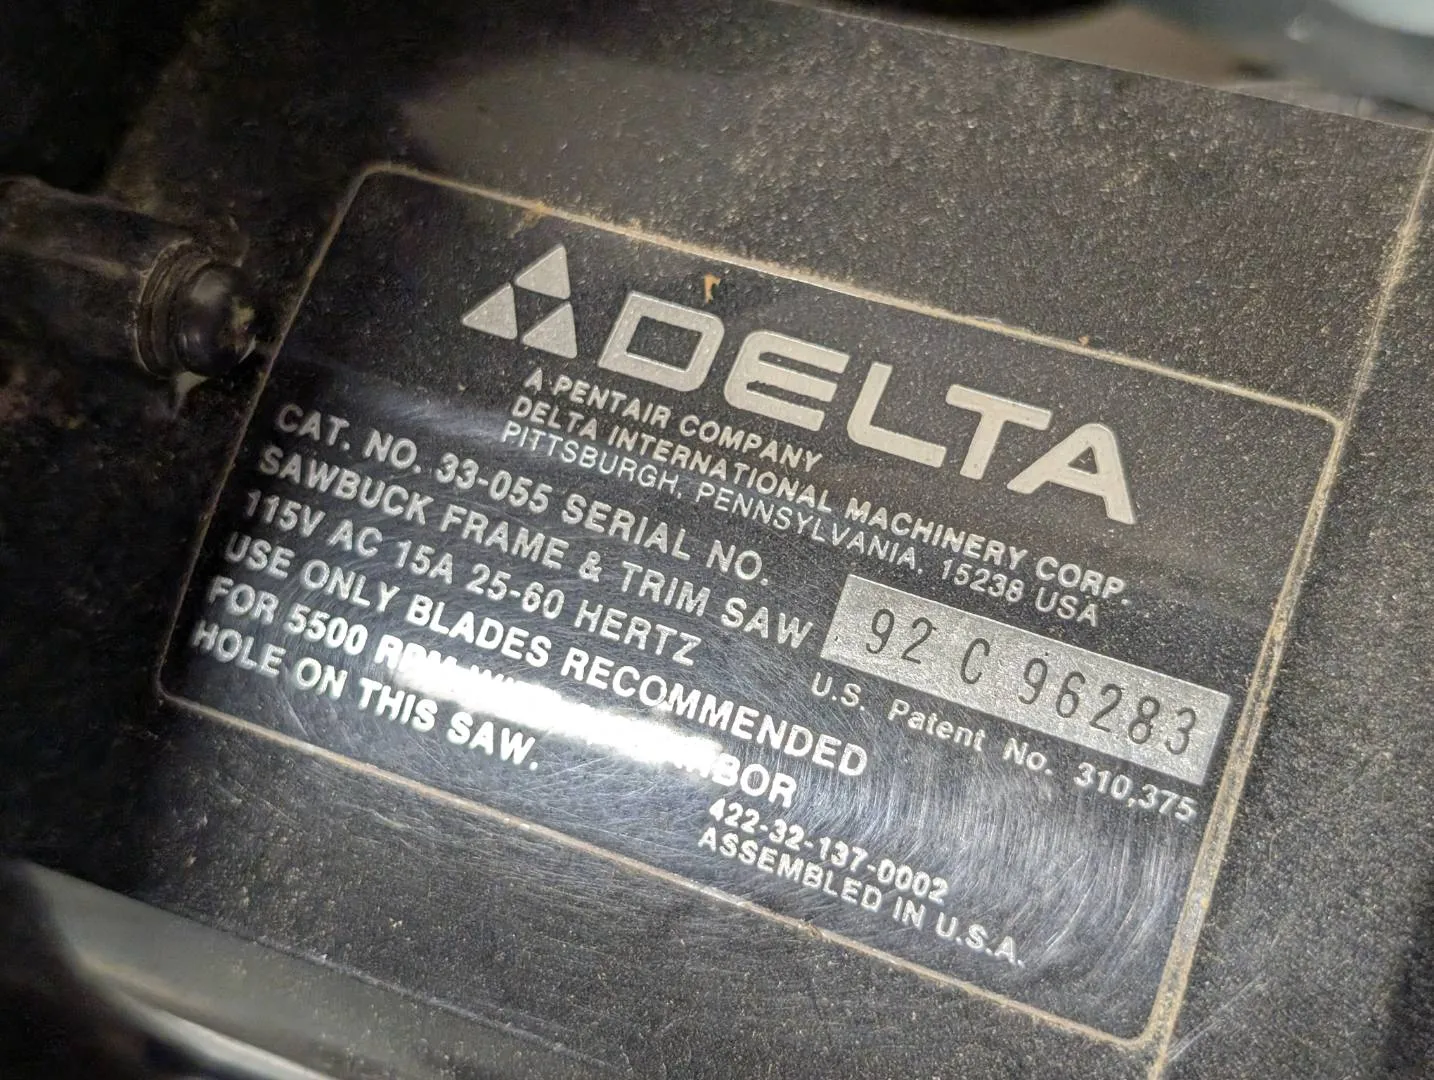 DELTA
A PENTAIR COMPANY
DELTA INTERNATIONAL MACHINERY CORP.
PITTSBURGH, PENNSYLVANIA, 15238 USA
CAT. NO. 33-055 SERIAL NO.
92 C 96283
SAWBUCK FRAME & TRIM SAW
115V AC 15A 25-60 HERTZ
U.S. Patent No. 310,375
USE ONLY BLADES RECOMMENDED
FOR 5500 RPM ARBOR
HOLE ON THIS SAW.
422-32-137-0002
ASSEMBLED IN U.S.A.